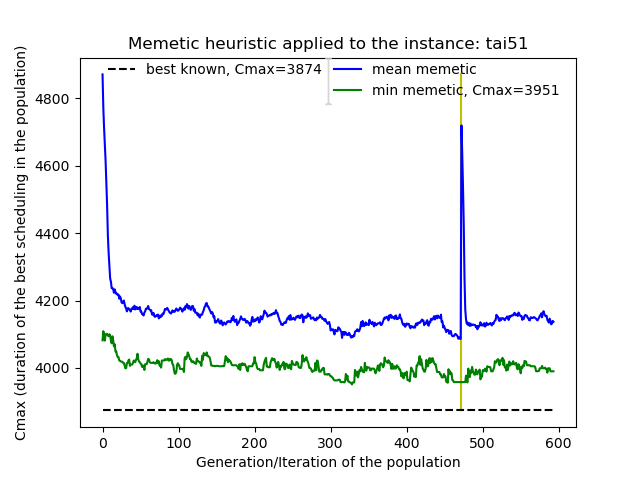 Memetic heuristic applied to the instance: tai51
best known, Cmax=3874
mean memetic
min memetic, Cmax=3951
Cmax (duration of the best scheduling in the population)
4800
4600
4400
4200
4000
0
100
200
300
400
500
600
Generation/Iteration of the population